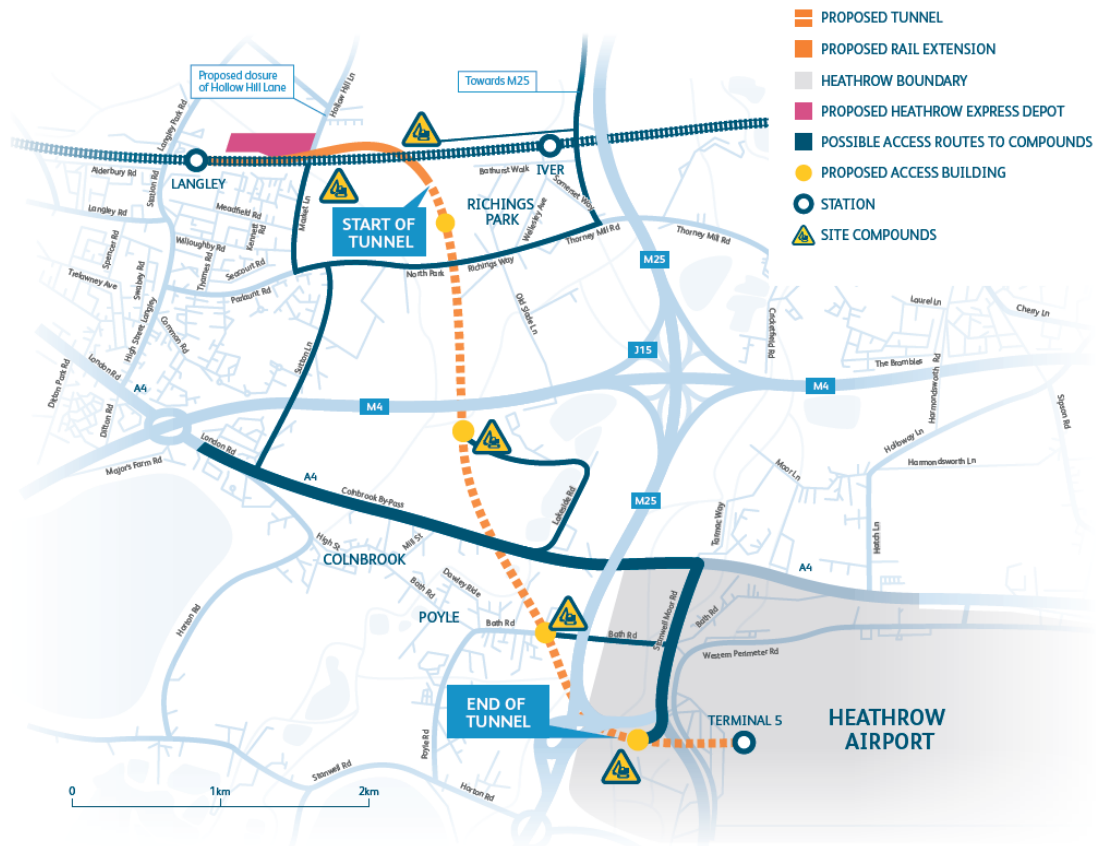 PROPOSED TUNNEL
PROPOSED RAIL EXTENSION
HEATHROW BOUNDARY
PROPOSED HEATHROW EXPRESS DEPOT
POSSIBLE ACCESS ROUTES TO COMPOUNDS
PROPOSED ACCESS BUILDING
STATION
SITE COMPOUNDS
Proposed closure
of Hollow Hill Lane
Hollow Hill Ln
Towards M25
Langley Park Rd
LANGLEY
IVER
Alderbury Rd
Station Rd
Langley Rd
Meadfield Rd
Market Ln
Bathurst Walk
Somerset Way
RICHINGS
PARK
Wellesley Ave
START OF
TUNNEL
Spencer Rd
Willoughby Rd
Kennett
Rd
Thames Rd
Seacourt Rd
Thorney Mill Rd
Thorney Mill Rd
M25
Trelawney Ave
Swabey Rd
Parlaunt Rd
North Park
Richings Way
High Street Langley
Common Rd
Old Slade Ln
Cricketfield Rd
Laurel Ln
Cherry Ln
London Rd
A4
Sutton Ln
J15
The Brambles
Harmondsworth Rd
Ditton Park Rd
Ditton Rd
M4
M4
Sipson Rd
London Rd
Major's Farm Rd
Holloway Ln
Harmondsworth Ln
Moor Ln
A4
Colnbrook By-Pass
Lakeside Rd
M25
Tarmac Way
Hatch Ln
High St
Mill St
COLNBROOK
A4
Dawley Ride
Bath Rd
POYLE
Bath Rd
Bath Rd
Stanwell Moor Rd
Bath Rd
Western Perimeter Rd
Horton Rd
END OF
TUNNEL
TERMINAL 5
HEATHROW
AIRPORT
Poyle Rd
Stanwell Rd
Horton Rd
0
1km
2km